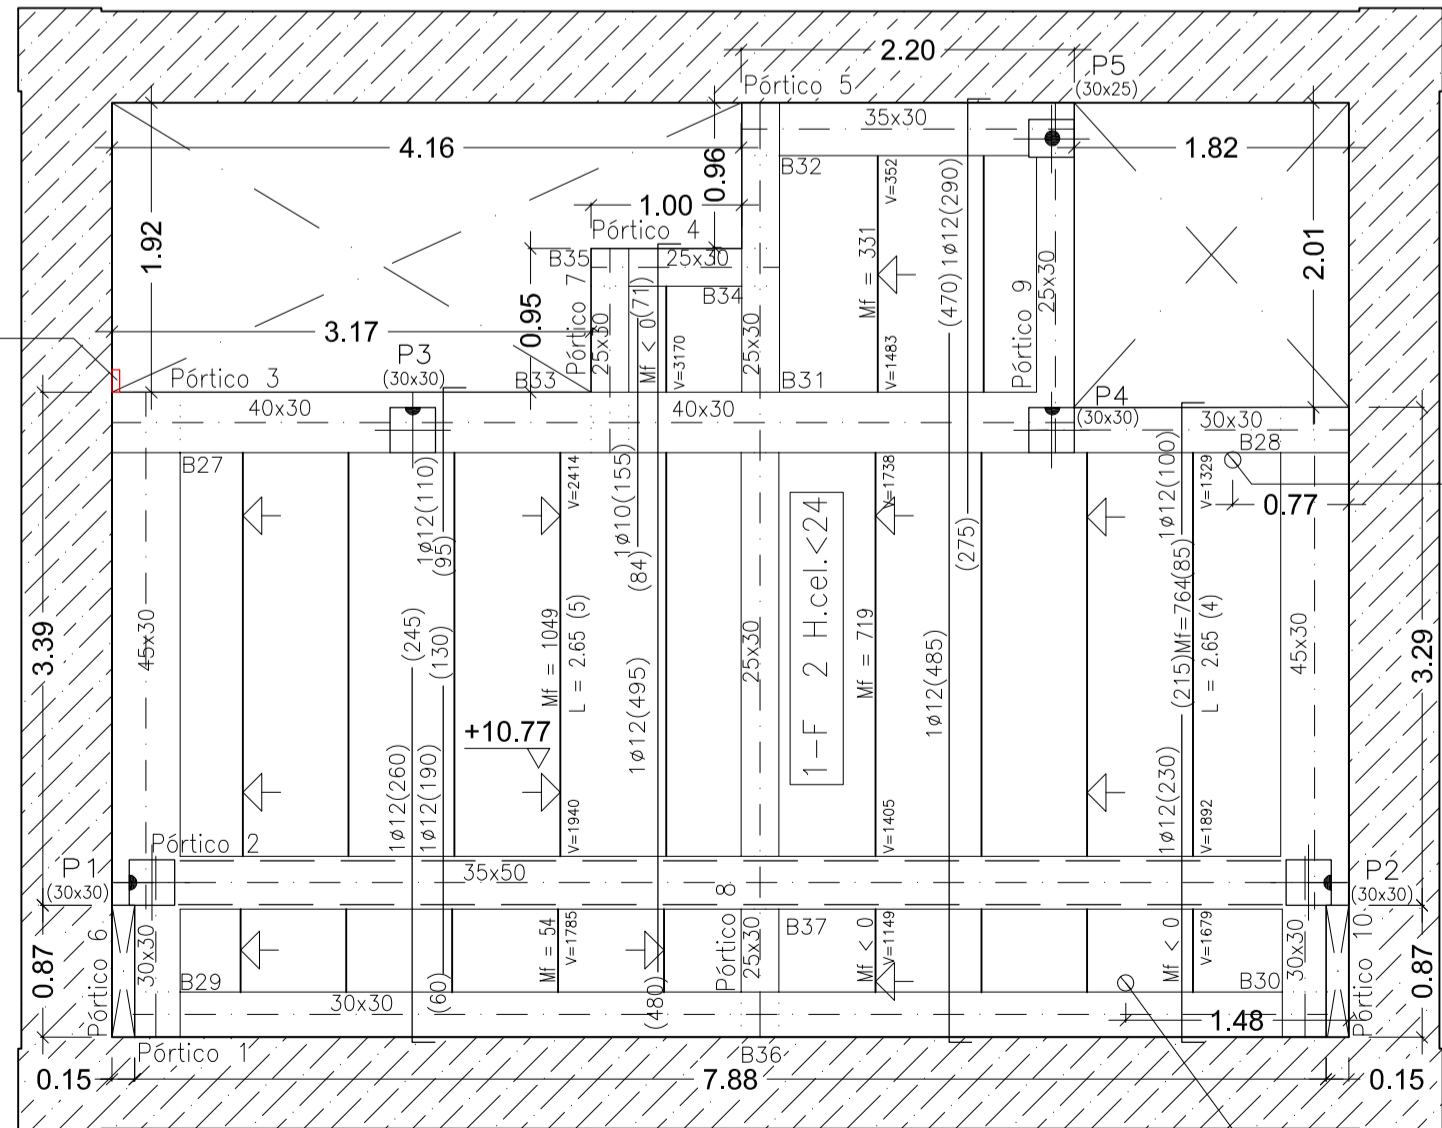 2.20
Pórtico 5
P5
(30x25)
35x30
4.16
0.96
1.82
B32
V=352
(470)
1ø12(290)
1.00
Pórtico 4
1.92
B35
25x30
Mf = 331
2.01
25x30
B34
0.95
Pórtico 7
25x30
(71)
Mf < 0
V=3170
25x30
3.17
Pórtico 9
V=1483
P3
(30x30)
Pórtico 3
B33
B31
40x30
40x30
P4
(30x30)
30x30
B28
B27
1ø12(110)
(95)
V=2414
1ø10(155)
(84)
V=1738
(275)
1ø12(100)
V=1329
0.77
1-F 2 H.cel.<24
3.39
45x30
(245)
(130)
Mf = 1049
L = 2.65 (5)
25x30
Mf = 719
(215)Mf=764(85)
L = 2.65 (4)
45x30
3.29
1ø12(495)
1ø12(485)
+10.77
1ø12(260)
1ø12(190)
V=1940
V=1405
1ø12(230)
V=1892
Pórtico 2
P1
(30x30)
35x50
P2
(30x30)
Pórtico 8
25x30
B37
Pórtico 6
30x30
Mf = 54
V=1785
Mf < 0
V=1149
Mf < 0
V=1679
30x30
Pórtico 10
0.87
B29
(60)
(480)
B30
0.87
30x30
1.48
Pórtico 1
B36
0.15
7.88
0.15